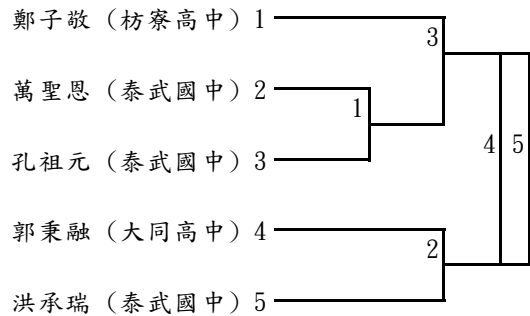 鄭子敬（枋寮高中）1
3
萬聖恩（泰武國中）2
1
孔祖元（泰武國中）3
4 5
郭秉融（大同高中）4
2
洪承瑞（泰武國中）5